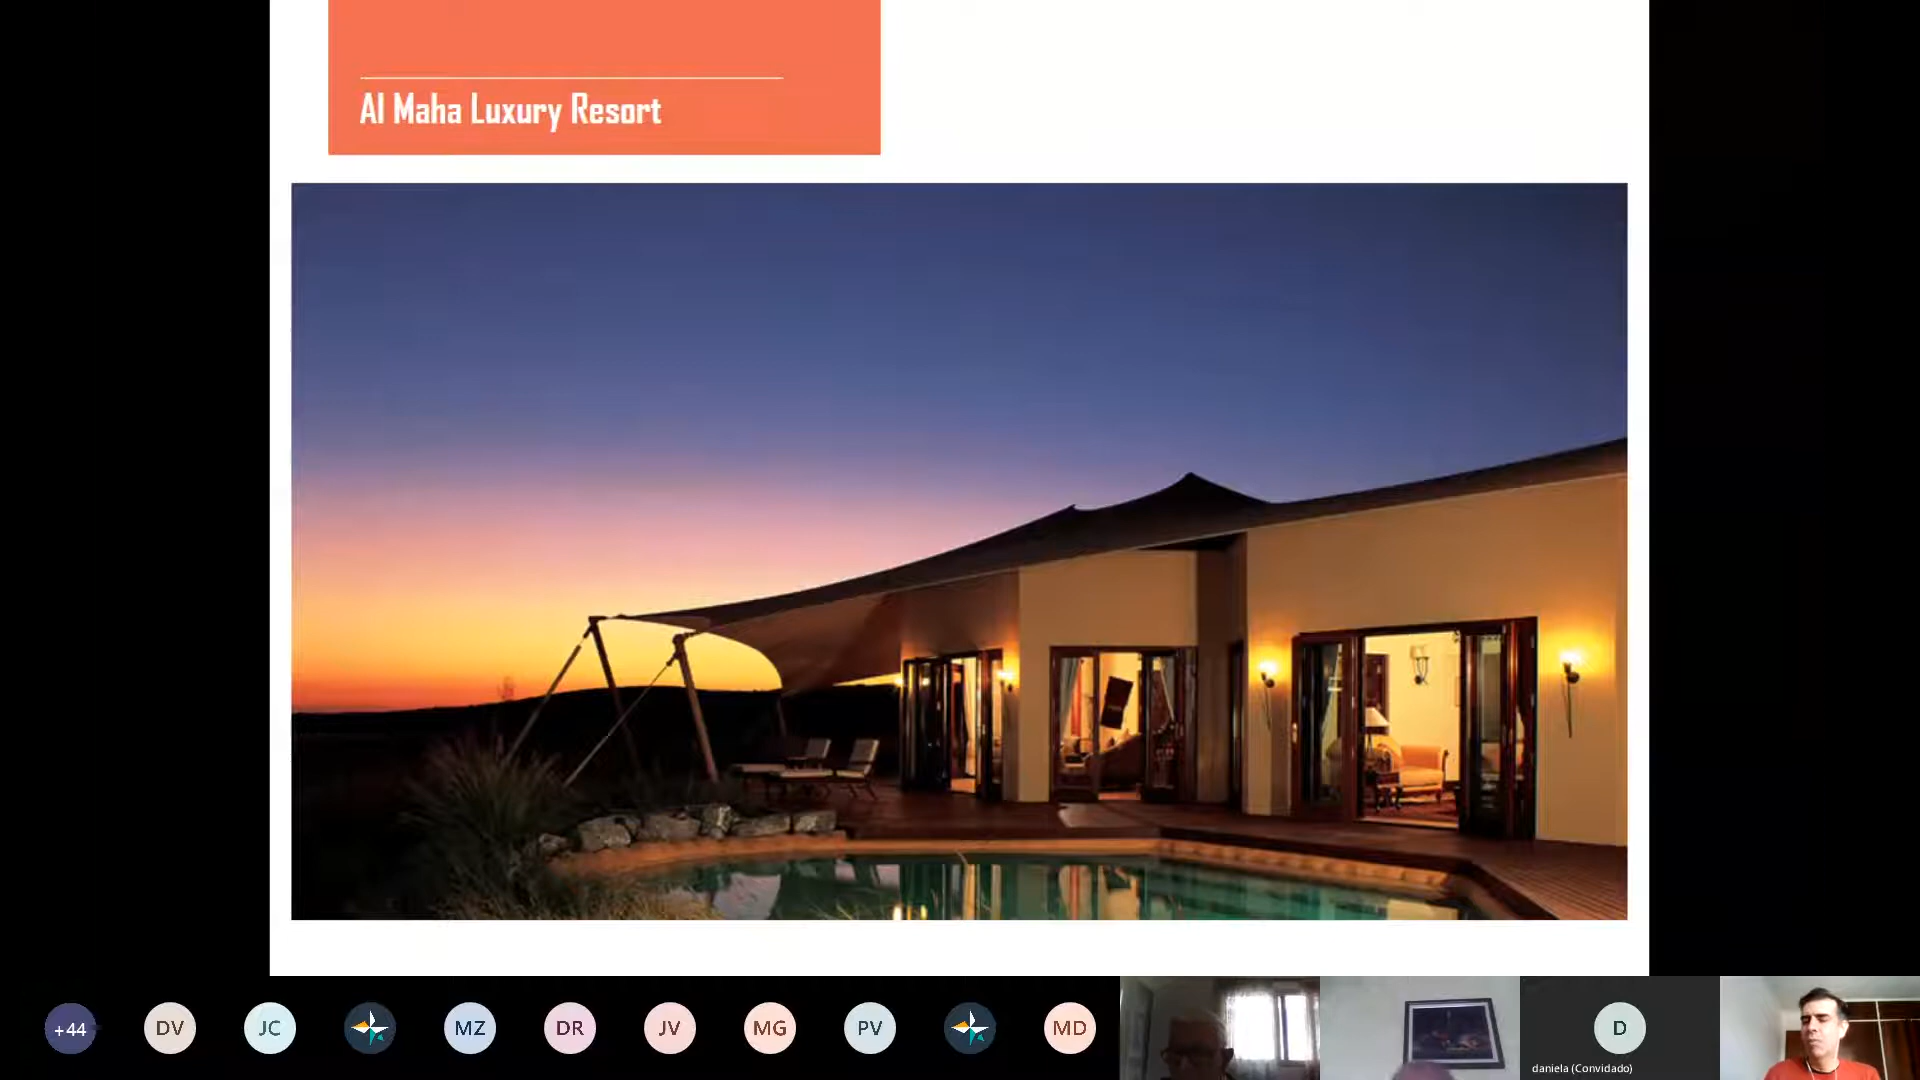 Al Maha Luxury Resort
+44
DV
JC
MZ
DR
JV
MG
PV
MD
D
daniela (Convidado)